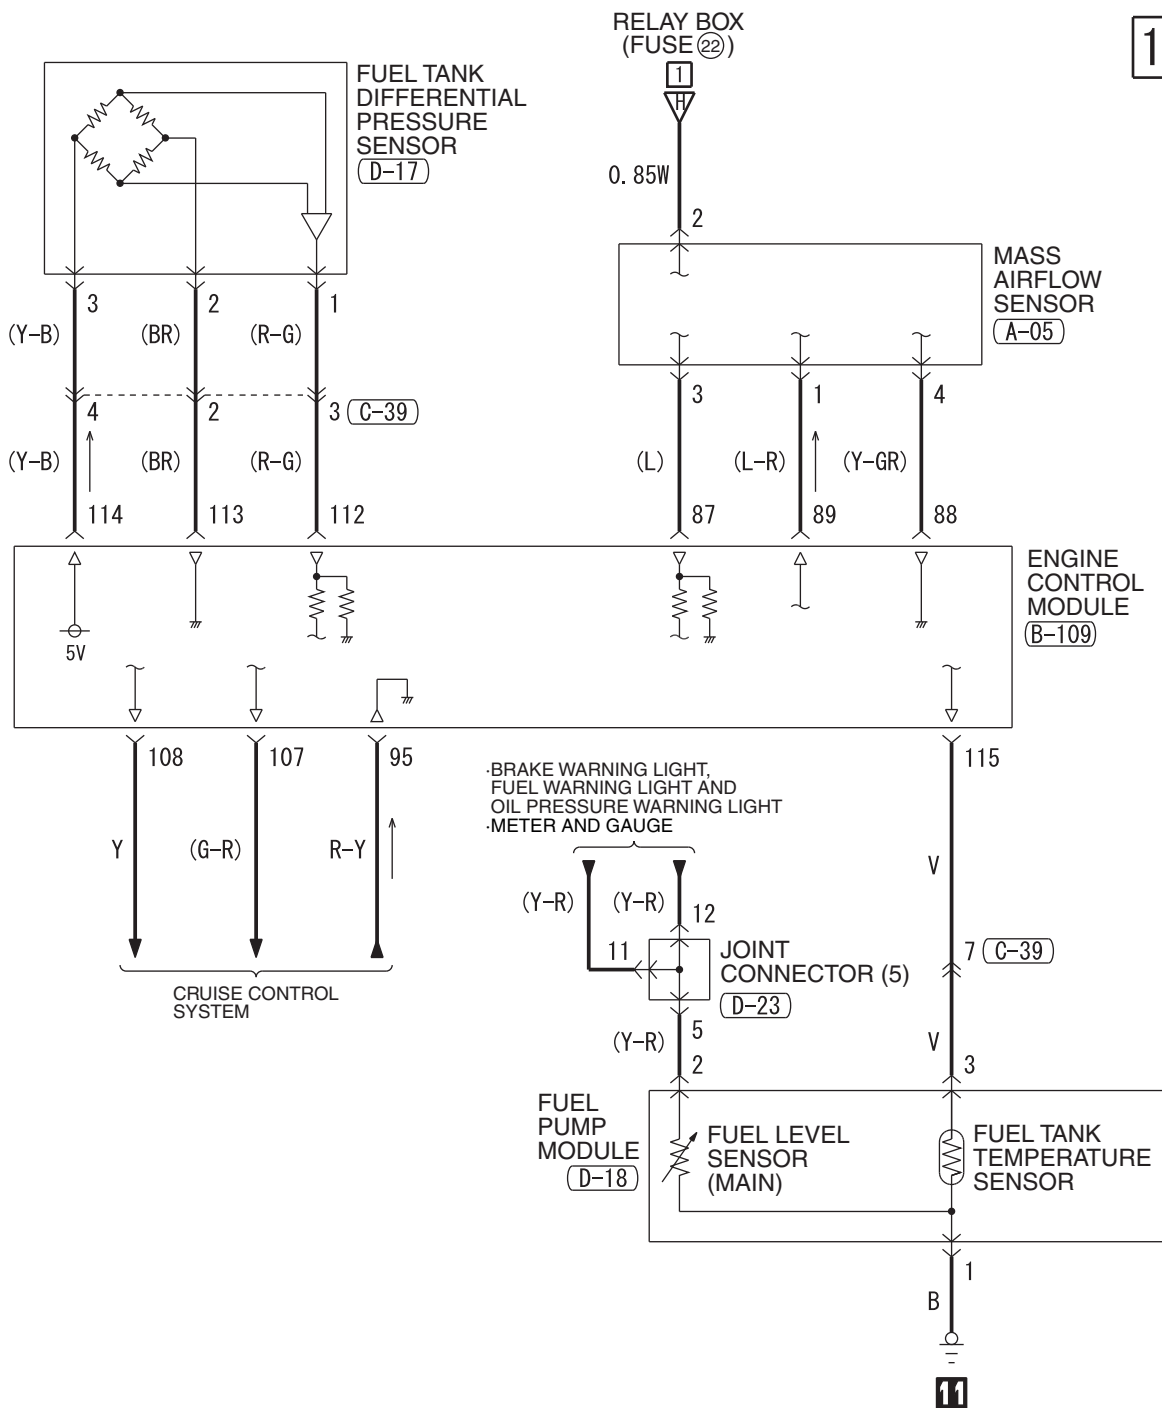 RELAY BOX
(FUSE 22)
1
1
H
FUEL TANK
DIFFERENTIAL
PRESSURE
SENSOR
D-17
0.85W
2
MASS
AIRFLOW
SENSOR
A-05
3 2 1
(Y-B) (BR) (R-G)
3 1 4
4 2 3 C-39
(Y-B) (BR) (R-G)
(L) (L-R) (Y-GR)
114 113 112 87 89 88
ENGINE
CONTROL
MODULE
B-109
5V
108 107 95 115
·BRAKE WARNING LIGHT,
FUEL WARNING LIGHT AND
OIL PRESSURE WARNING LIGHT
·METER AND GAUGE
Y (G-R) R-Y
V
(Y-R) (Y-R) 12
11
JOINT
CONNECTOR (5)
D-23
7 C-39
CRUISE CONTROL
SYSTEM
5
(Y-R)
2
V
3
FUEL
PUMP
MODULE
D-18
FUEL LEVEL
SENSOR
(MAIN)
FUEL TANK
TEMPERATURE
SENSOR
1
B
11